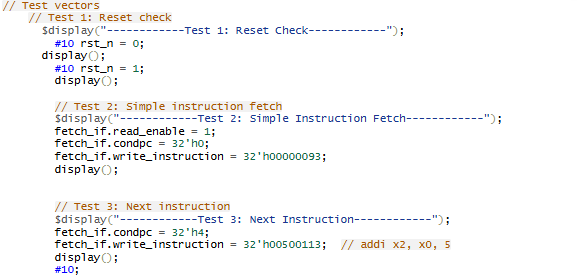 // Test vectors
// Test 1: Reset check
$display("------------Test 1: Reset Check------------");
#10 rst_n = 0;
display();
#10 rst_n = 1;
display();
// Test 2: Simple instruction fetch
$display("------------Test 2: Simple Instruction Fetch------------");
fetch_if.read_enable = 1;
fetch_if.condpc = 32'h0;
fetch_if.write_instruction = 32'h00000093;
display();
// Test 3: Next instruction
$display("------------Test 3: Next Instruction------------");
fetch_if.condpc = 32'h4;
fetch_if.write_instruction = 32'h00500113;  // addi x2, x0, 5
display();
#10;